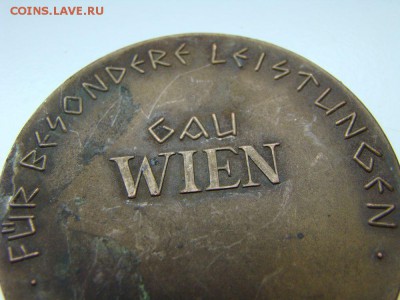 COINS.LAVE.RU
· FÜR BESONDERE LEISTUNGEN ·
GAU
WIEN